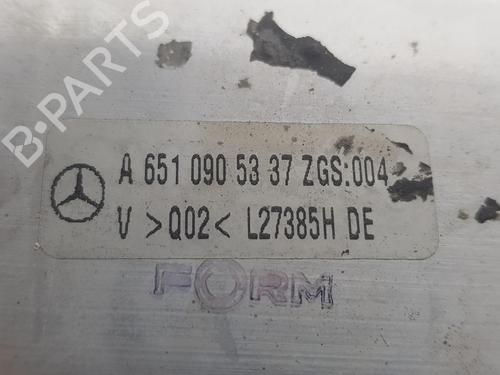 B-PARTS
A 651 090 53 37 ZGS:004
V >Q02< L27385H DE
FORM